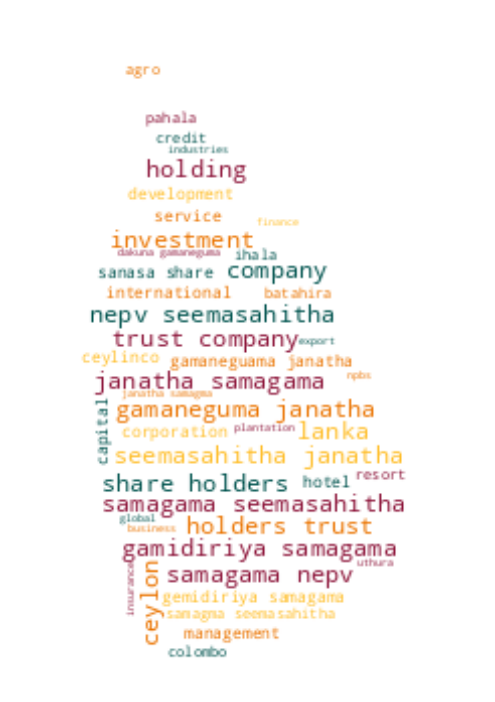 agro
pahala
credit
industries
holding
development
service
finance
investment
dakuna gamaneguma
ihala
sanasa share
company
international
batahira
nepv seemasahitha
trust company
export
ceylinco
gamaneguama janatha
janatha samagama
npbs
janatha samagma
gamaneguma janatha
capital
corporation
plantation
lanka
seemasahitha janatha
share holders
hotel
resort
samagama seemasahitha
global
business
holders trust
gamidiriya samagama
uthura
insurance
ceylon
samagama nepv
gemidiriya samagama
samagma seemasahitha
management
colombo